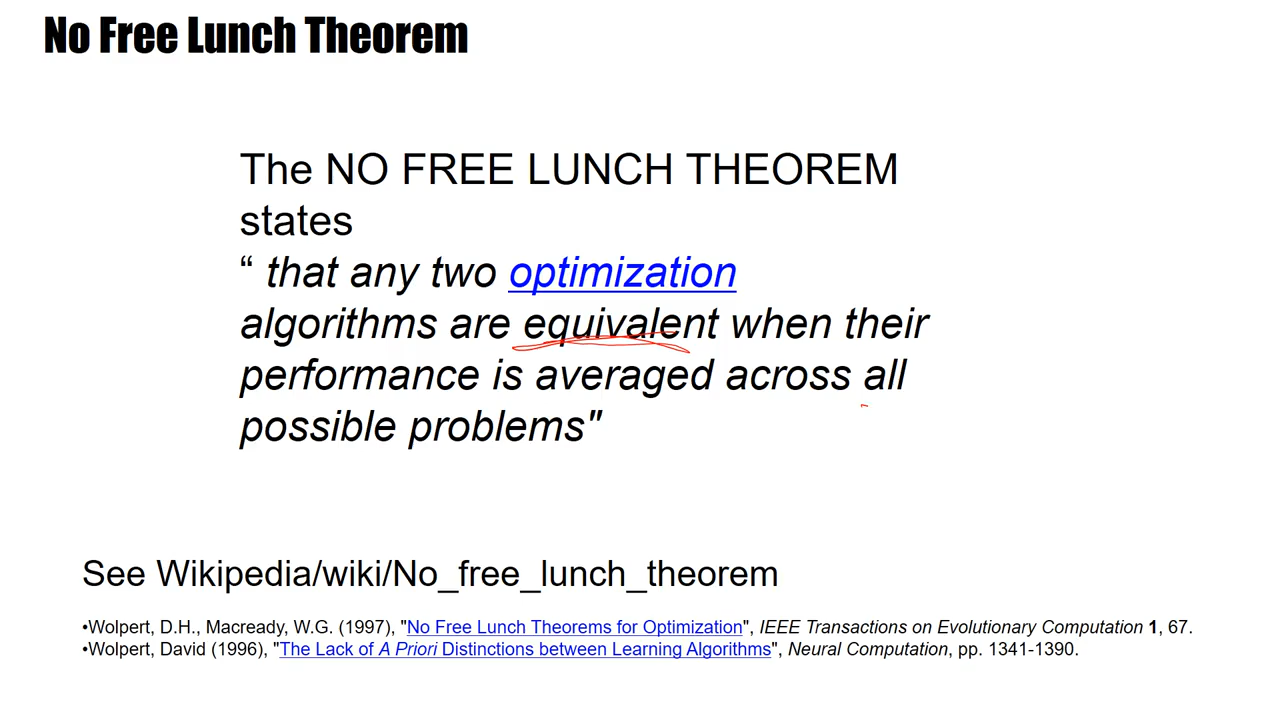 No Free Lunch Theorem
The NO FREE LUNCH THEOREM
states
“ that any two optimization
algorithms are equivalent when their
performance is averaged across all
possible problems"
See Wikipedia/wiki/No_free_lunch_theorem
•Wolpert, D.H., Macready, W.G. (1997), "No Free Lunch Theorems for Optimization", IEEE Transactions on Evolutionary Computation 1, 67.
•Wolpert, David (1996), "The Lack of A Priori Distinctions between Learning Algorithms", Neural Computation, pp. 1341-1390.